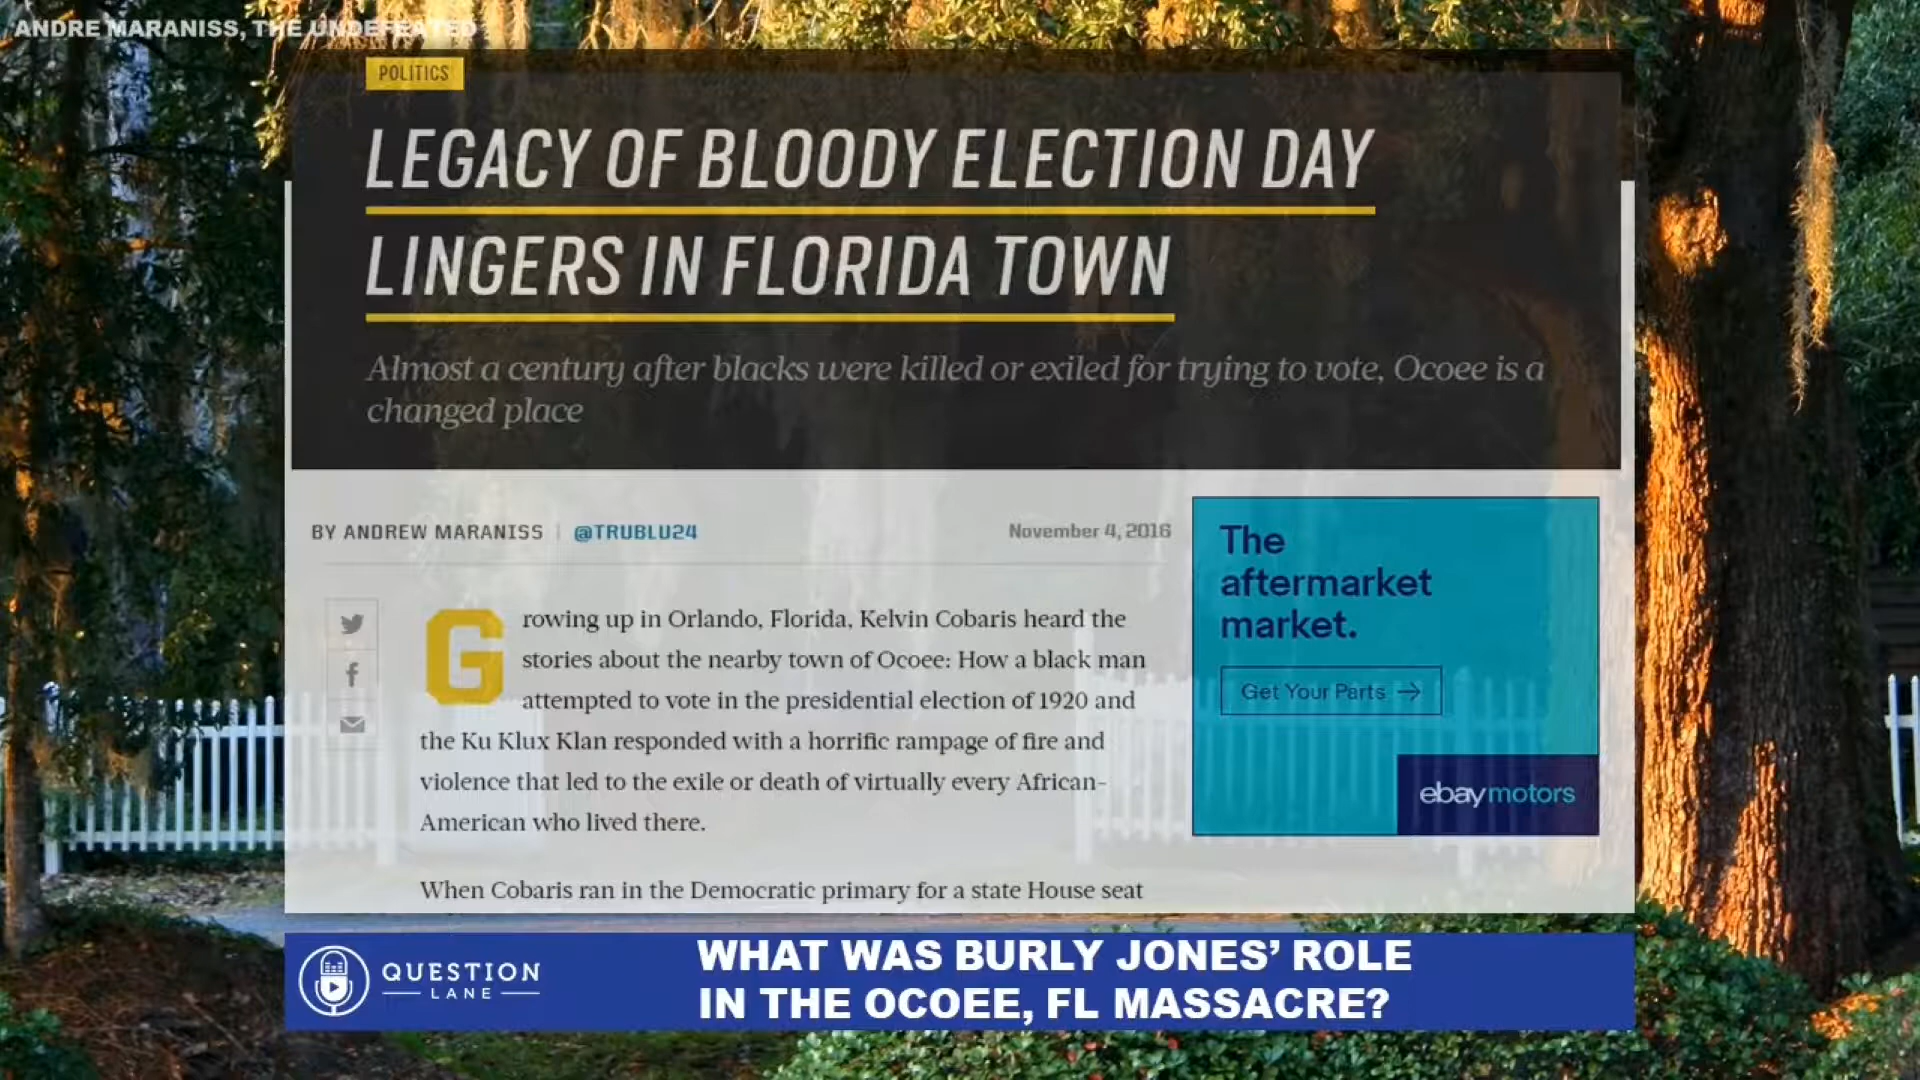 ANDRE MARANISS, THE UNDEFEATED
POLITICS
LEGACY OF BLOODY ELECTION DAY
LINGERS IN FLORIDA TOWN
Almost a century after blacks were killed or exiled for trying to vote, Ocoee is a
changed place
BY ANDREW MARANISS | @TRUBLU24
November 4, 2016
Growing up in Orlando, Florida, Kelvin Cobaris heard the
stories about the nearby town of Ocoee: How a black man
attempted to vote in the presidential election of 1920 and
the Ku Klux Klan responded with a horrific rampage of fire and
violence that led to the exile or death of virtually every African-
American who lived there.
When Cobaris ran in the Democratic primary for a state House seat
The
aftermarket
market.
Get Your Parts →
ebaymotors
QUESTION
LANE
WHAT WAS BURLY JONES’ ROLE
IN THE OCOEE, FL MASSACRE?